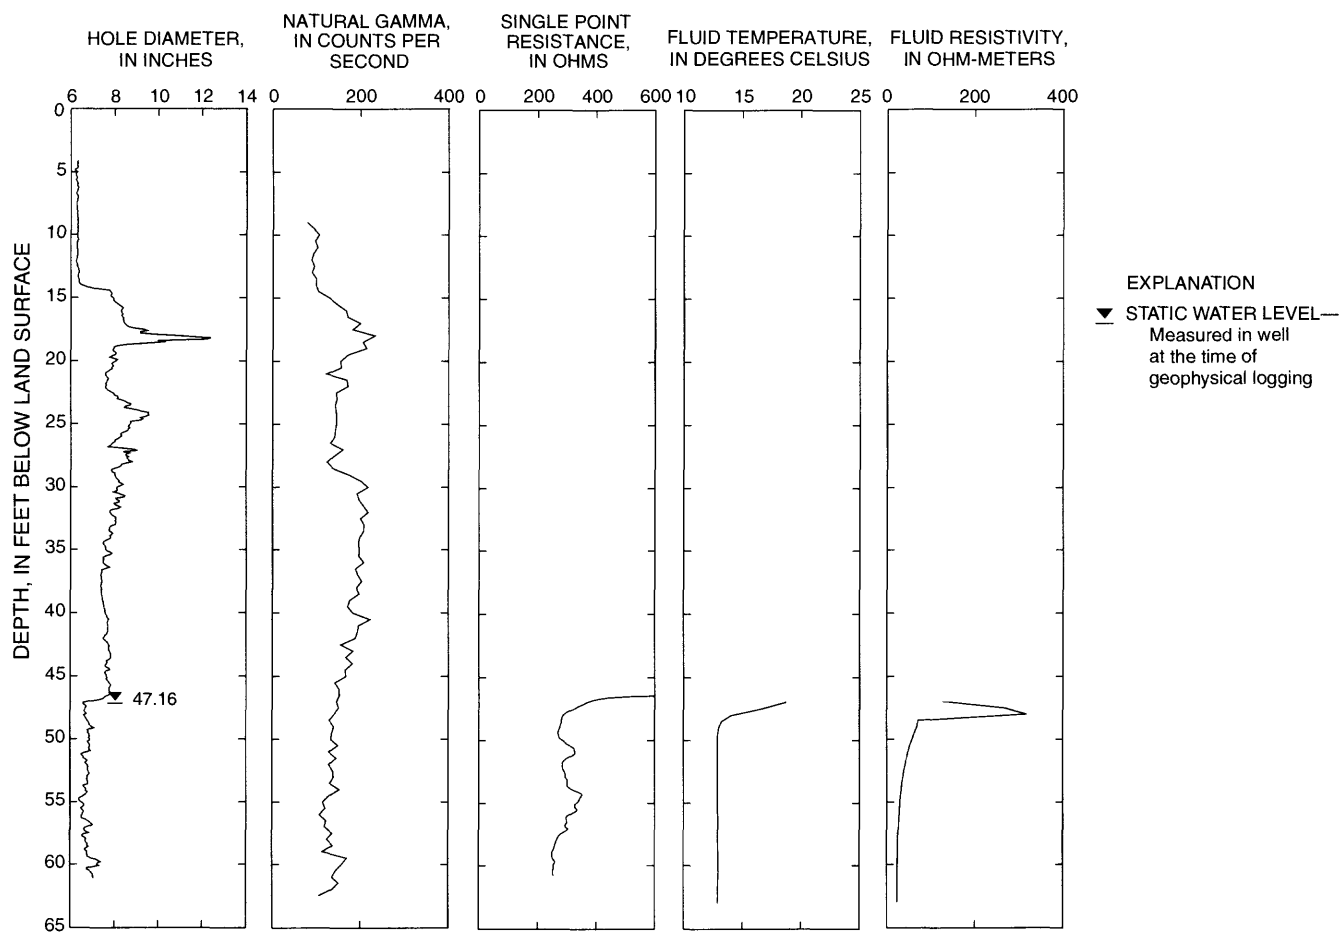 HOLE DIAMETER,
IN INCHES
NATURAL GAMMA,
IN COUNTS PER
SECOND
SINGLE POINT
RESISTANCE,
IN OHMS
FLUID TEMPERATURE,
IN DEGREES CELSIUS
FLUID RESISTIVITY,
IN OHM-METERS
6 8 10 12 14
0 200 400
0 200 400 600
10 15 20 25
0 200 400
DEPTH, IN FEET BELOW LAND SURFACE
0
5
10
15
20
25
30
35
40
45
50
55
60
65
47.16
EXPLANATION
STATIC WATER LEVEL—
Measured in well
at the time of
geophysical logging